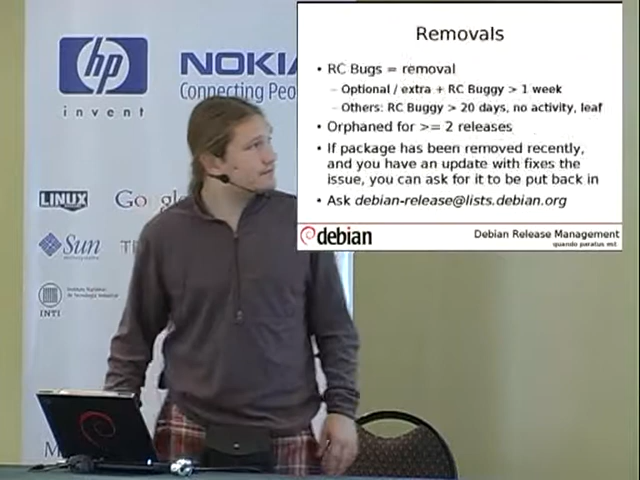 hp
invent
NOKIA
Connecting Peo
LINUX
Google
Sun
INTI
Removals
• RC Bugs = removal
– Optional / extra + RC Buggy > 1 week
– Others: RC Buggy > 20 days, no activity, leaf
• Orphaned for >= 2 releases
• If package has been removed recently,
and you have an update with fixes the
issue, you can ask for it to be put back in
• Ask debian-release@lists.debian.org
debian
Debian Release Management
quando paratus est